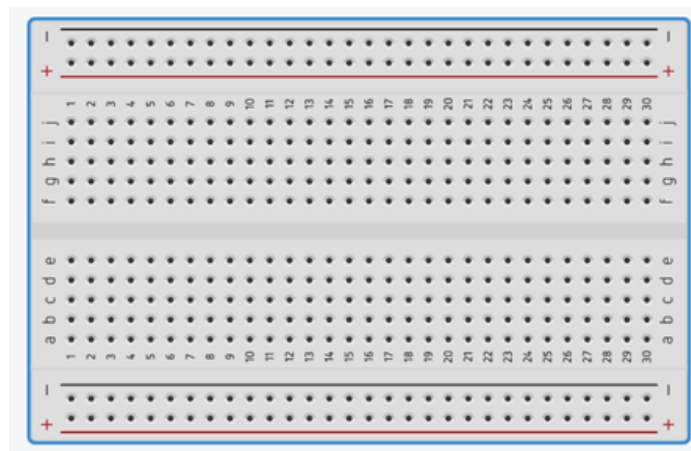 − −
+ +
1 2 3 4 5 6 7 8 9 10 11 12 13 14 15 16 17 18 19 20 21 22 23 24 25 26 27 28 29 30
j j
i i
h h
g g
f f
e e
d d
c c
b b
a a
1 2 3 4 5 6 7 8 9 10 11 12 13 14 15 16 17 18 19 20 21 22 23 24 25 26 27 28 29 30
− −
+ +